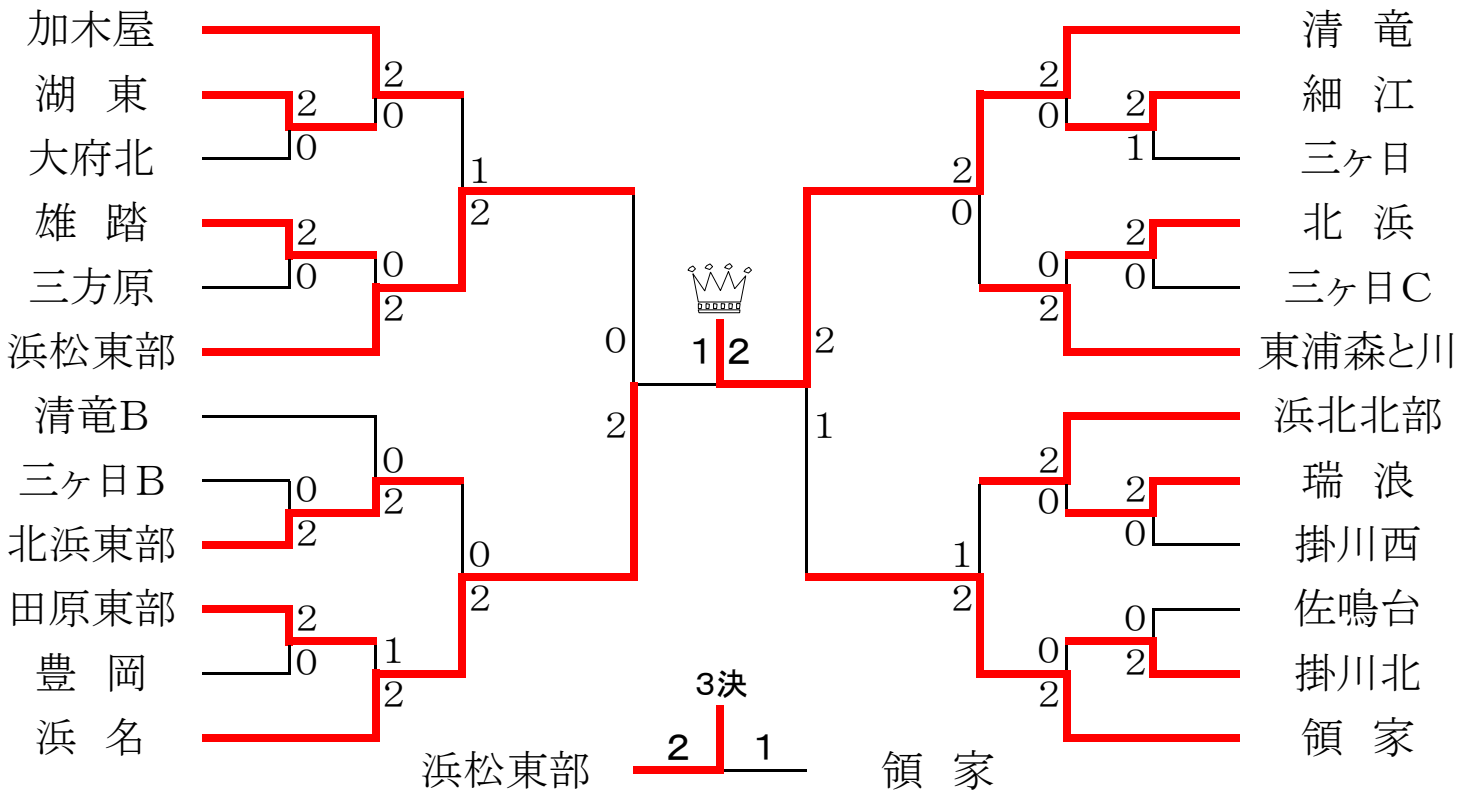 加木屋
2
湖 東
2
0
0
大府北
1
雄 踏
2
2
0
0
三方原
2
浜松東部
0
清竜B
2
0
三ヶ日B
0
2
2
北浜東部
0
田原東部
2
2
1
0
豊 岡
2
浜 名
清 竜
2
細 江
2
0
1
三ヶ日
2
北 浜
0
2
0
0
三ヶ日C
2
東浦森と川
2
1
浜北北部
2
瑞 浪
2
0
0
掛川西
1
佐鳴台
2
0
0
2
掛川北
2
領 家
1 2
3決
浜松東部 2 1 領 家